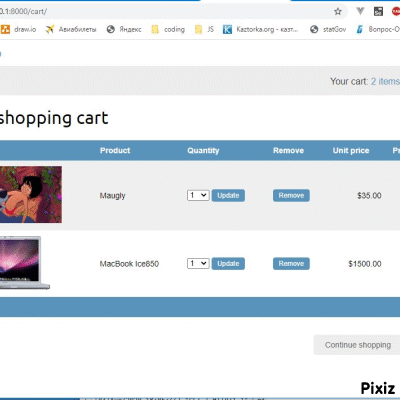 0.1:8000/cart/
draw.io Авиабилеты Яндекс coding JS Kaztorka.org - казт... statGov Вопрос-О
Your cart: 2 items
shopping cart
Product Quantity Remove Unit price Pr
Maugly 1 Update Remove $35.00
MacBook Ice850 1 Update Remove $1500.00
Continue shopping
Pixiz